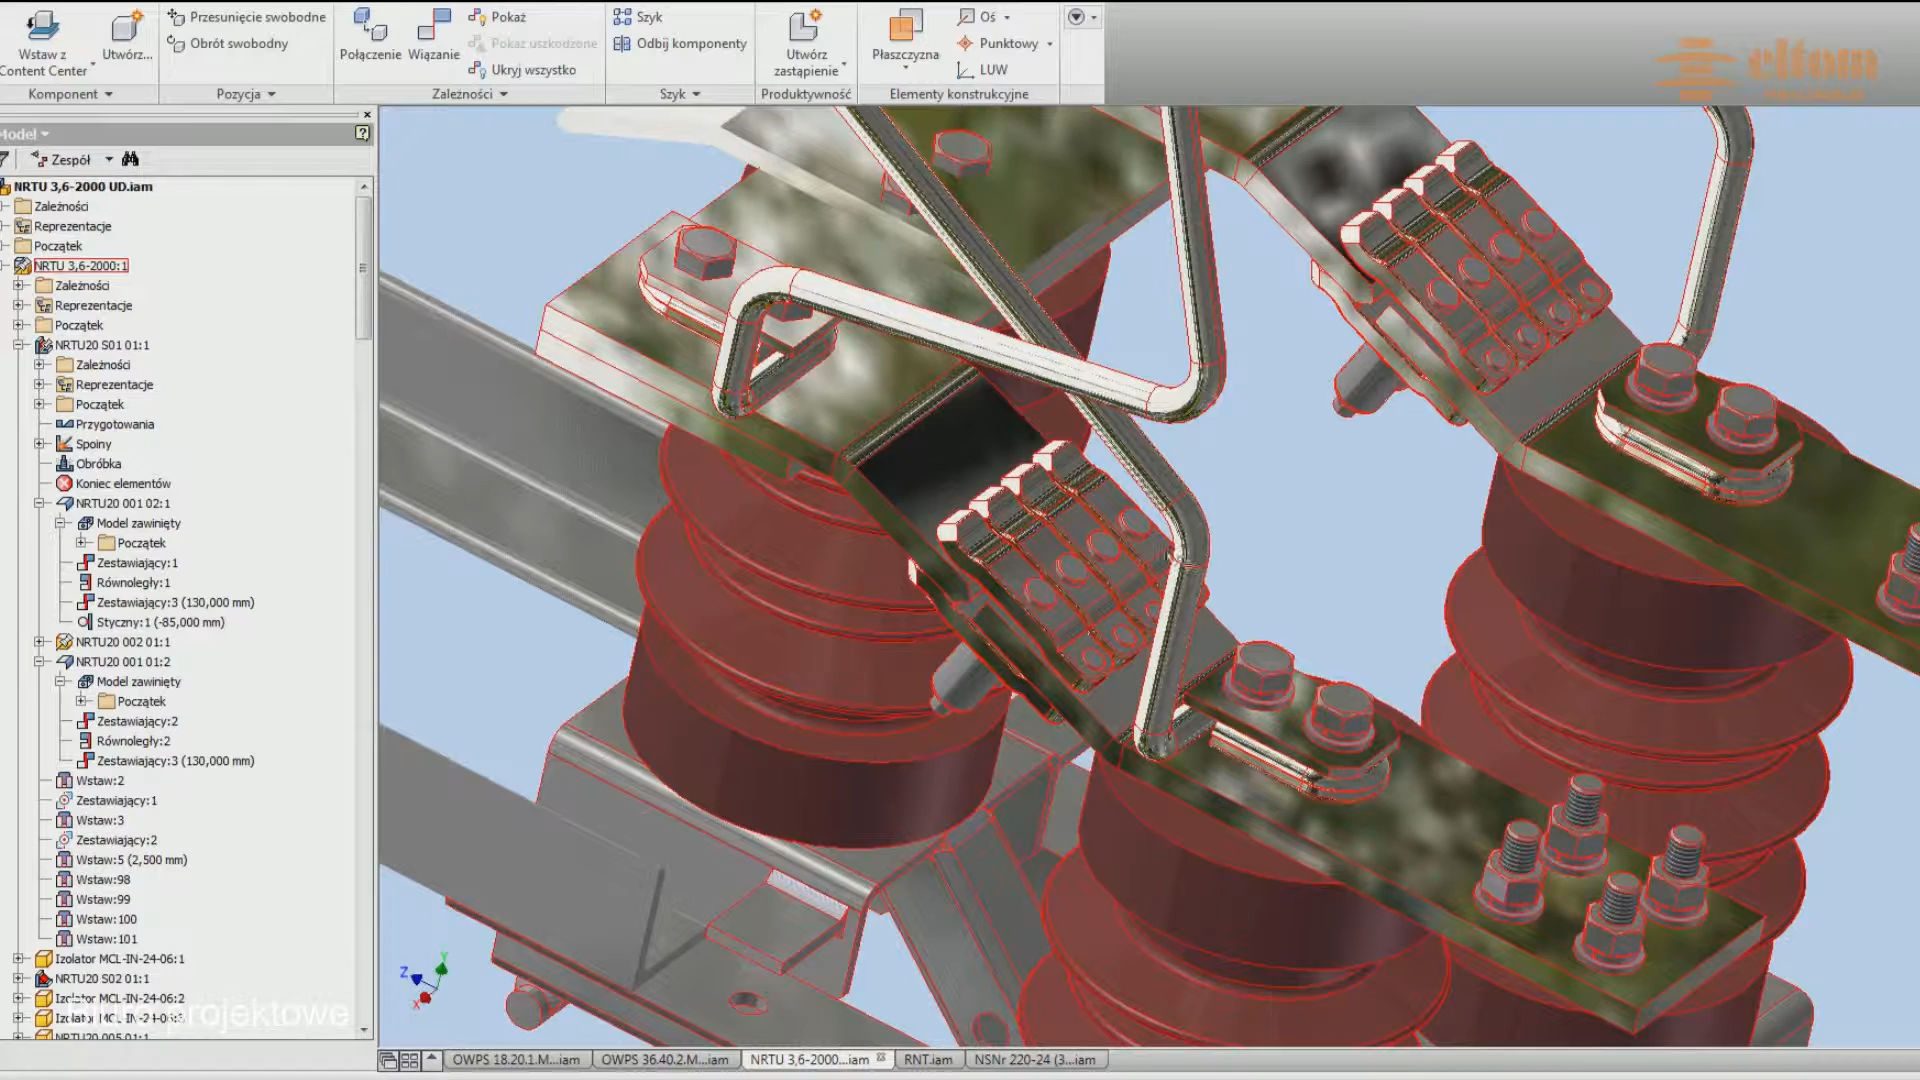 Wstaw z
Content Center
Utwórz...
Komponent
Przesunięcie swobodne
Obrót swobodny
Pozycja
Połączenie
Wiązanie
Pokaż
Pokaż uszkodzone
Ukryj wszystko
Zależności
Szyk
Odbij komponenty
Szyk
Utwórz
zastąpienie
Produktywność
Płaszczyzna
Oś
Punktowy
LUW
Elementy konstrukcyjne
eltom
Model
Zespół
NRTU 3,6-2000 UD.iam
Zależności
Reprezentacje
Początek
NRTU 3,6-2000:1
Zależności
Reprezentacje
Początek
NRTU20 S01 01:1
Zależności
Reprezentacje
Początek
Przygotowania
Spoiny
Obróbka
Koniec elementów
NRTU20 001 02:1
Model zawinięty
Początek
Zestawiający:1
Równoległy:1
Zestawiający:3 (130,000 mm)
Styczny:1 (-85,000 mm)
NRTU20 002 01:1
NRTU20 001 01:2
Model zawinięty
Początek
Zestawiający:2
Równoległy:2
Zestawiający:3 (130,000 mm)
Wstaw:2
Zestawiający:1
Wstaw:3
Zestawiający:2
Wstaw:5 (2,500 mm)
Wstaw:98
Wstaw:99
Wstaw:100
Wstaw:101
Izolator MCL-IN-24-06:1
NRTU20 S02 01:1
Izolator MCL-IN-24-06:2
Izolator MCL-IN-24-06:3
NRTU20 005 01:1
Biuro projektowe
Z
Y
X
OWPS 18.20.1.M...iam
OWPS 36.40.2.M...iam
NRTU 3,6-2000...iam
RNT.iam
NSNr 220-24 (3...iam